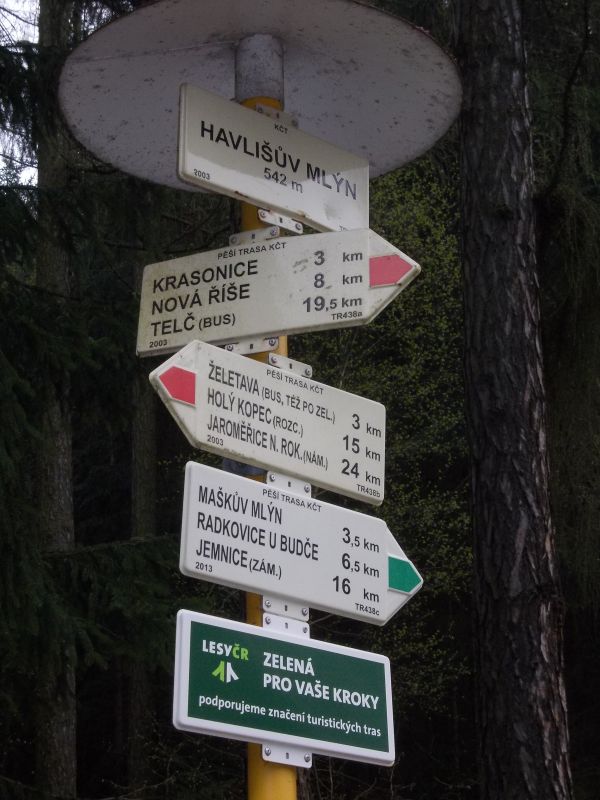 KČT
HAVLIŠŮV MLÝN
542 m
2003
PĚŠÍ TRASA KČT
KRASONICE 3 km
NOVÁ ŘÍŠE 8 km
TELČ (BUS) 19,5 km
2003 TR438a
PĚŠÍ TRASA KČT
ŽELETAVA (BUS, TÉŽ PO ZEL.) 3 km
HOLÝ KOPEC (ROZC.) 15 km
JAROMĚŘICE N. ROK. (NÁM.) 24 km
2003 TR438b
PĚŠÍ TRASA KČT
MAŠKŮV MLÝN 3,5 km
RADKOVICE U BUDČE 6,5 km
JEMNICE (ZÁM.) 16 km
2013 TR438c
LESYČR
ZELENÁ
PRO VAŠE KROKY
podporujeme značení turistických tras